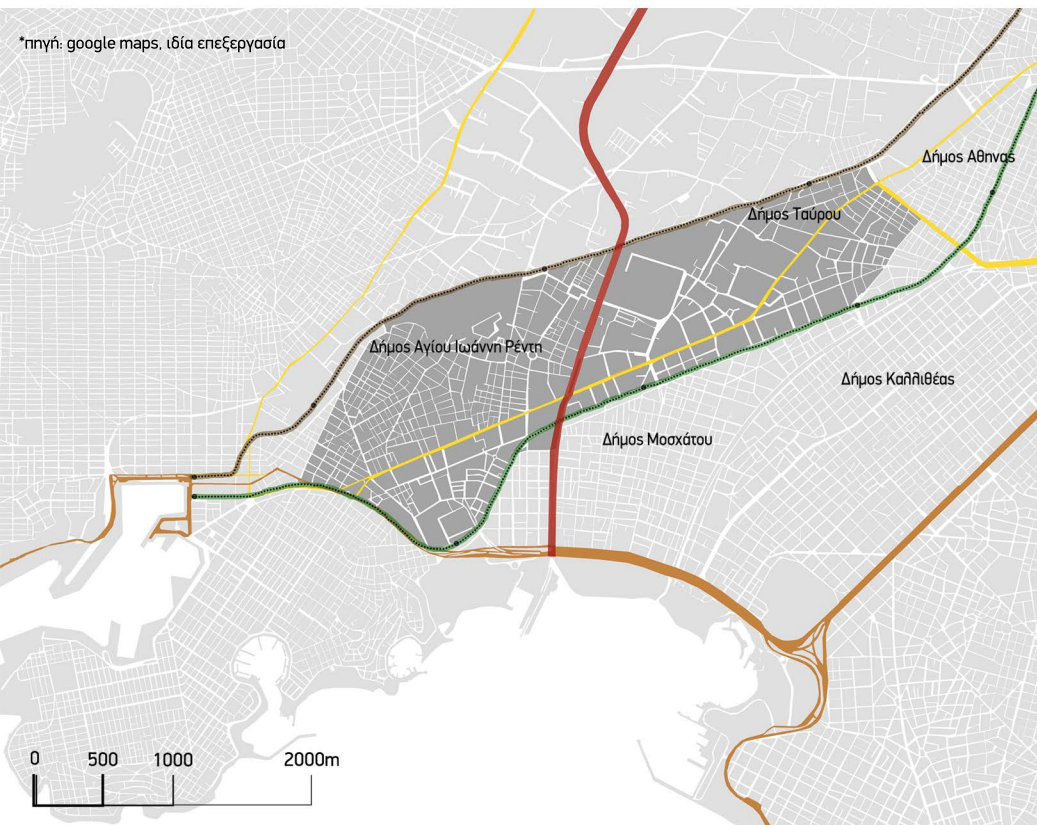 *πηγή: google maps, ιδία επεξεργασία
Δήμος Αθηνας
Δήμος Ταύρου
Δήμος Αγίου Ιωάννη Ρέντη
Δήμος Καλλιθέας
Δήμος Μοσχάτου
0 500 1000 2000m